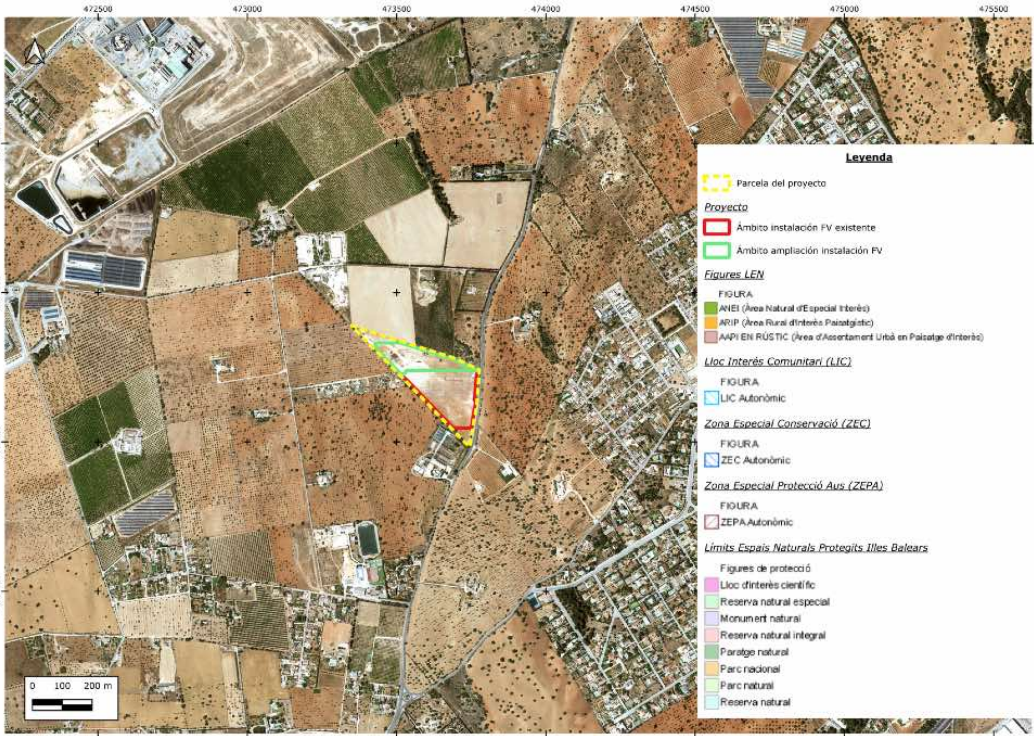 472500 473000 473500 474000 474500 475000 475500
Leyenda
Parcela del proyecto
Proyecto
Ámbito instalación FV existente
Ámbito ampliación instalación FV
Figures LEN
FIGURA
ANEI (Àrea Natural d'Especial Interès)
ARIP (Àrea Rural d'Interès Paisatgístic)
AAPI EN RÚSTIC (Àrea d'Assentament Urbà en Paisatge d'Interès)
Lloc Interès Comunitari (LIC)
FIGURA
LIC Autonòmic
Zona Especial Conservació (ZEC)
FIGURA
ZEC Autonòmic
Zona Especial Protecció Aus (ZEPA)
FIGURA
ZEPA Autonòmic
Límits Espais Naturals Protegits Illes Balears
Figures de protecció
Lloc d'interès científic
Reserva natural especial
Monument natural
Reserva natural integral
Paratge natural
Parc nacional
Parc natural
Reserva natural
0 100 200 m